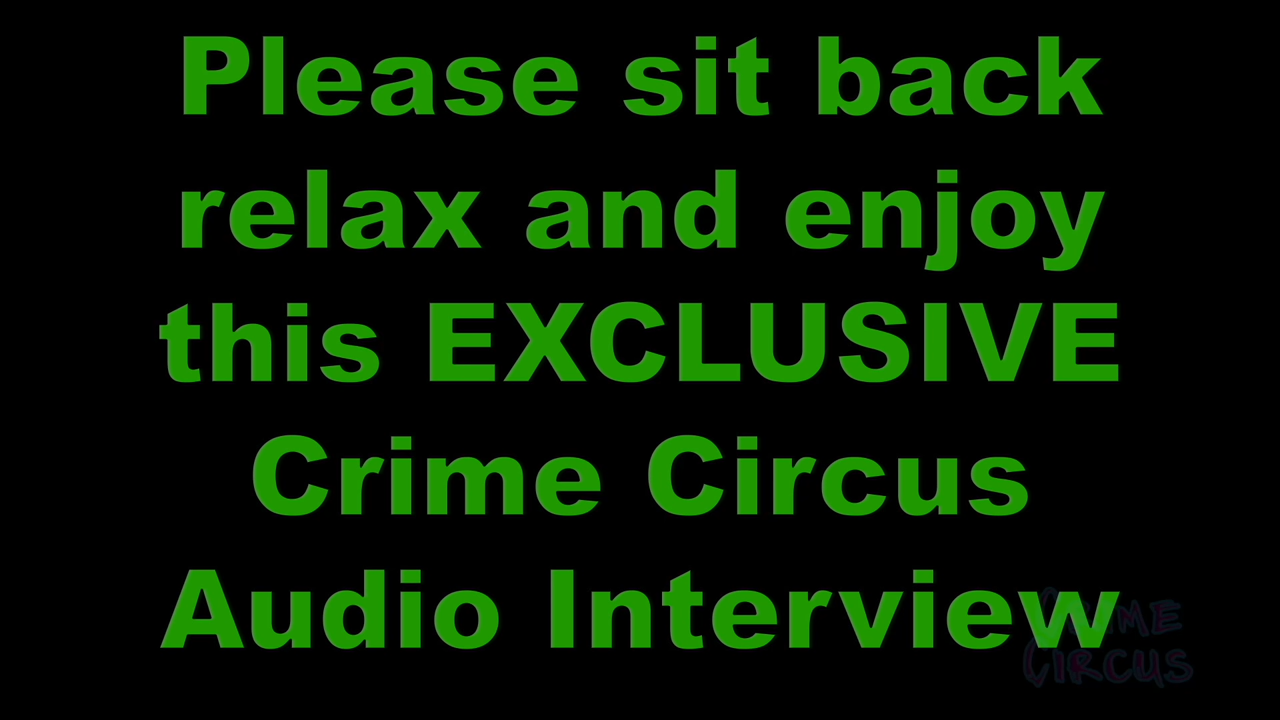 Please sit back
relax and enjoy
this EXCLUSIVE
Crime Circus
Audio Interview
CRIME
CIRCUS